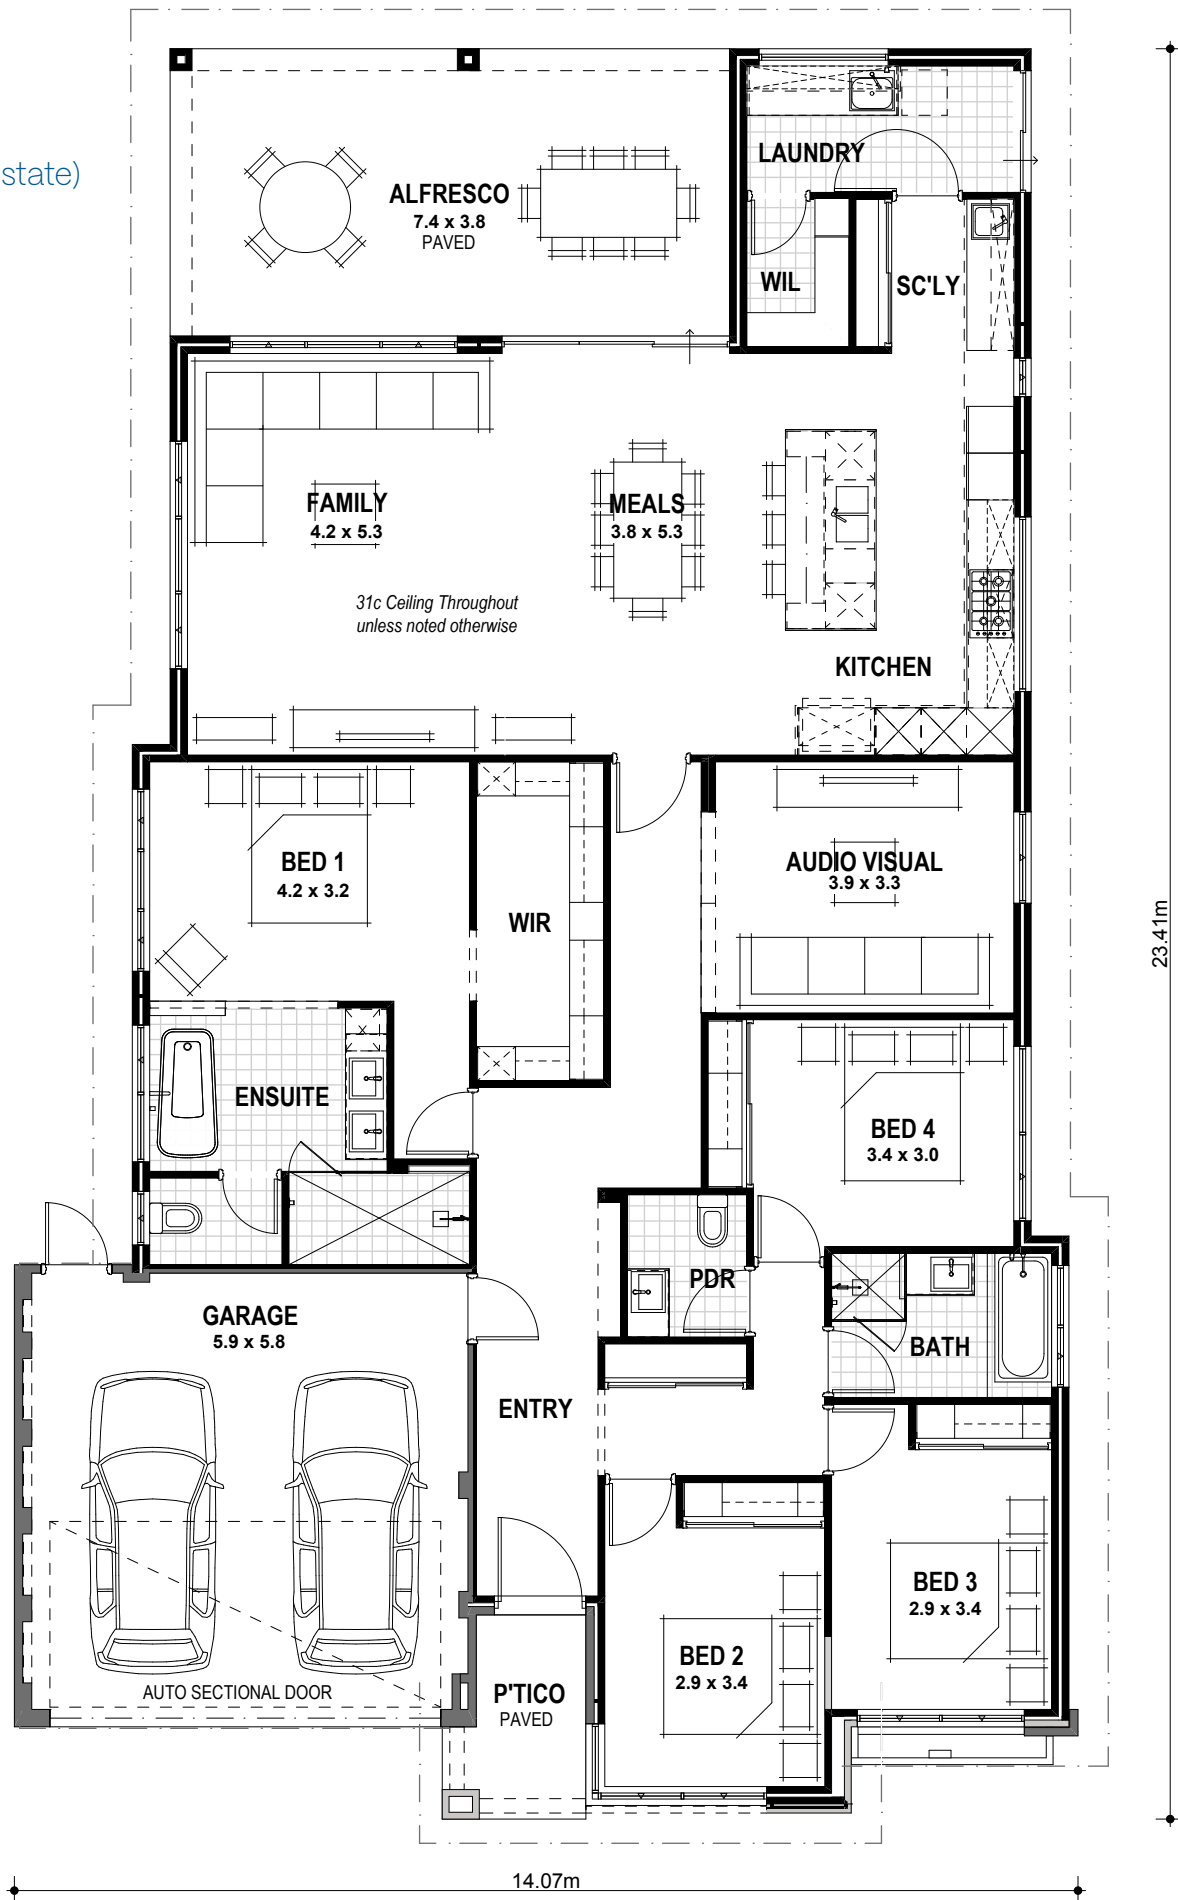 state)
LAUNDRY
ALFRESCO
7.4 x 3.8
PAVED
WIL
SC'LY
FAMILY
4.2 x 5.3
MEALS
3.8 x 5.3
31c Ceiling Throughout
unless noted otherwise
KITCHEN
BED 1
4.2 x 3.2
AUDIO VISUAL
3.9 x 3.3
WIR
23.41m
ENSUITE
BED 4
3.4 x 3.0
PDR
GARAGE
5.9 x 5.8
BATH
ENTRY
BED 3
2.9 x 3.4
BED 2
2.9 x 3.4
AUTO SECTIONAL DOOR
P'TICO
PAVED
14.07m